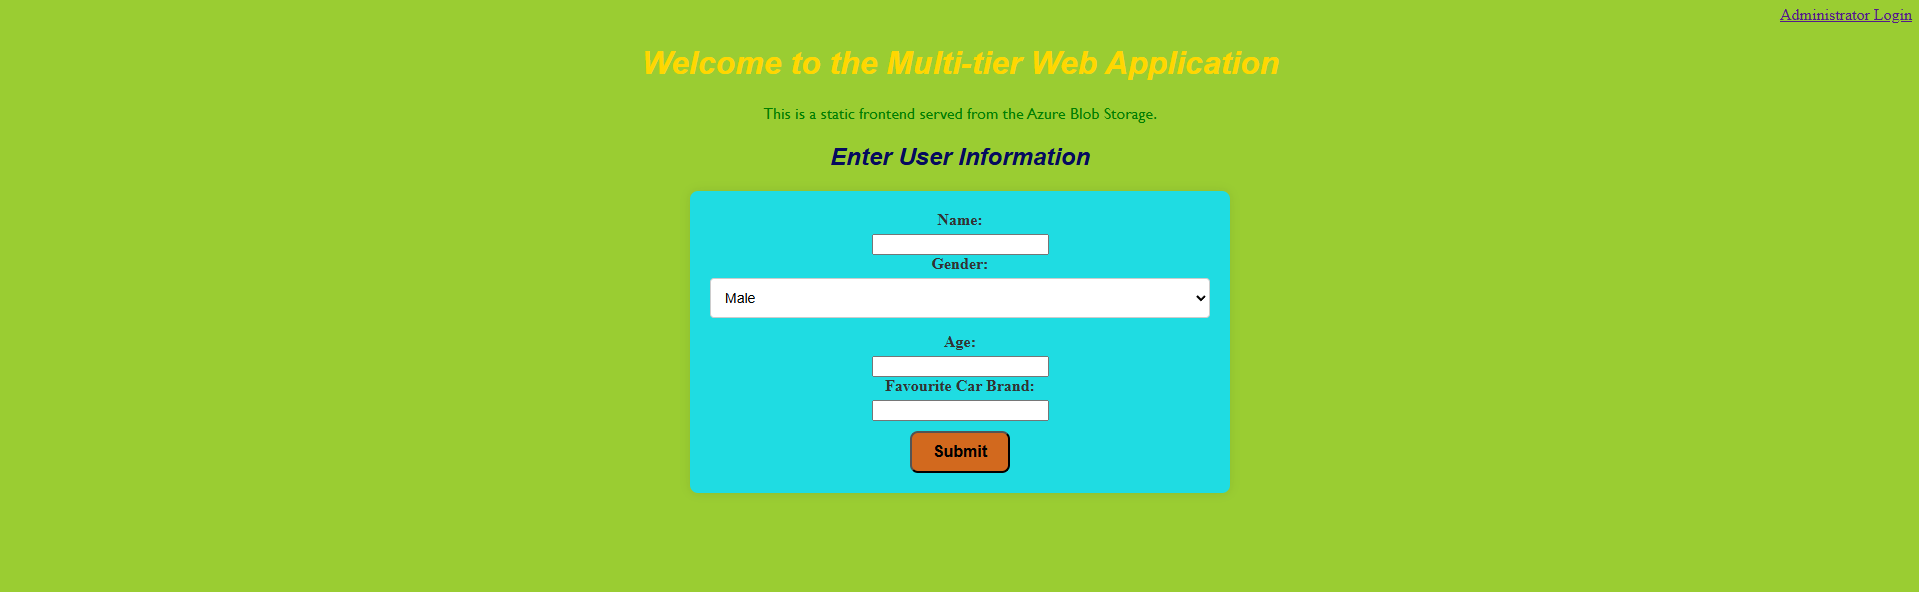 Administrator Login
Welcome to the Multi-tier Web Application
This is a static frontend served from the Azure Blob Storage.
Enter User Information
Name:
Gender:
Male
Age:
Favourite Car Brand:
Submit